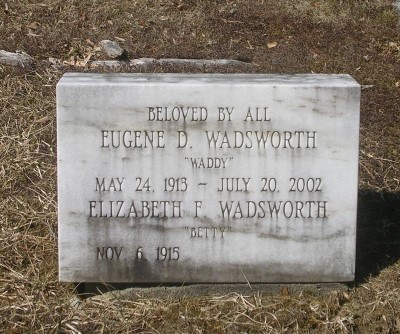 BELOVED BY ALL
EUGENE D. WADSWORTH
"WADDY"
MAY 24, 1913 - JULY 20, 2002
ELIZABETH F. WADSWORTH
"BETTY"
NOV 6, 1915